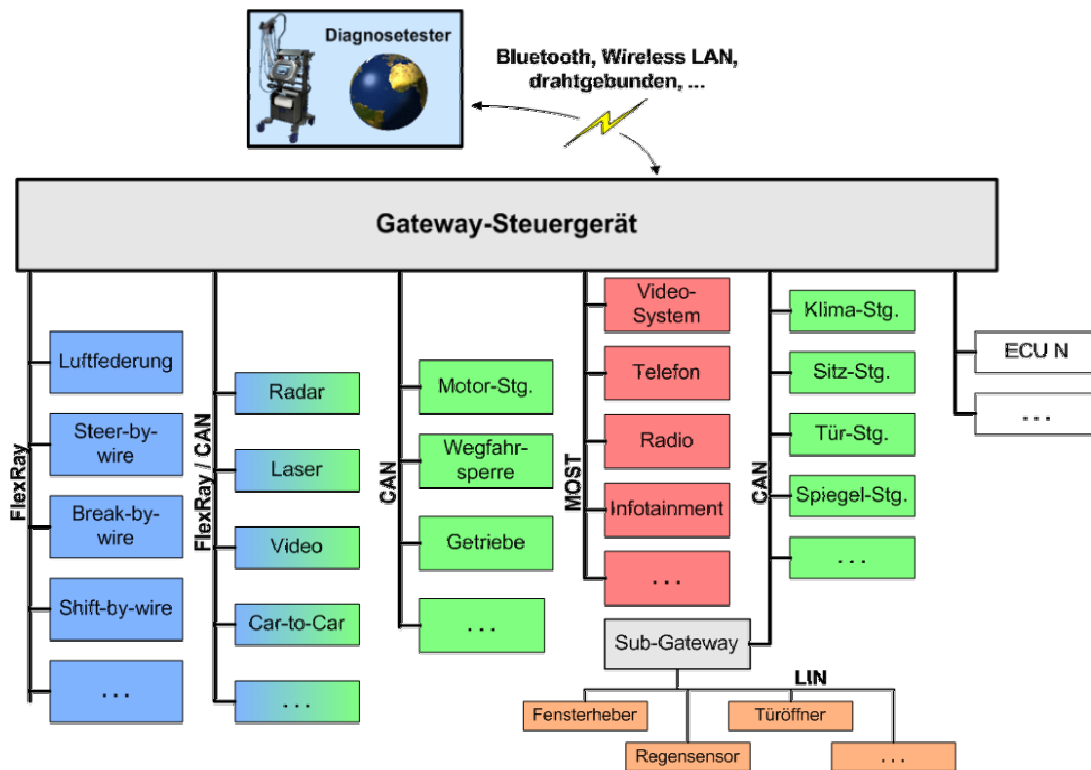 Diagnosetester
Bluetooth, Wireless LAN,
drahtgebunden, ...
Gateway-Steuergerät
FlexRay
Luftfederung
Steer-by-
wire
Break-by-
wire
Shift-by-wire
...
FlexRay / CAN
Radar
Laser
Video
Car-to-Car
...
CAN
Motor-Stg.
Wegfahr-
sperre
Getriebe
...
MOST
Video-
System
Telefon
Radio
Infotainment
...
CAN
Klima-Stg.
Sitz-Stg.
Tür-Stg.
Spiegel-Stg.
...
ECU N
...
Sub-Gateway
LIN
Fensterheber
Regensensor
Türöffner
...